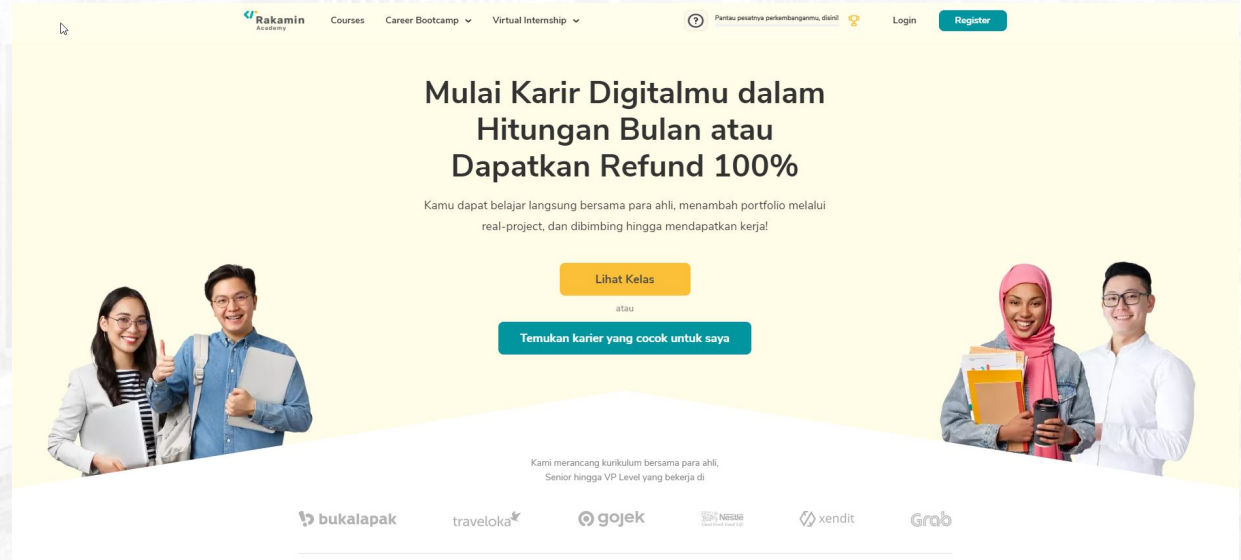 Rakamin
Academy
Courses
Career Bootcamp
Virtual Internship
Pantau pesatnya perkembanganmu, disini!
Login
Register
Mulai Karir Digitalmu dalam
Hitungan Bulan atau
Dapatkan Refund 100%
Kamu dapat belajar langsung bersama para ahli, menambah portfolio melalui
real-project, dan dibimbing hingga mendapatkan kerja!
Lihat Kelas
atau
Temukan karier yang cocok untuk saya
Kami merancang kurikulum bersama para ahli,
Senior hingga VP Level yang bekerja di
bukalapak
traveloka
gojek
Nestlé
xendit
Grab